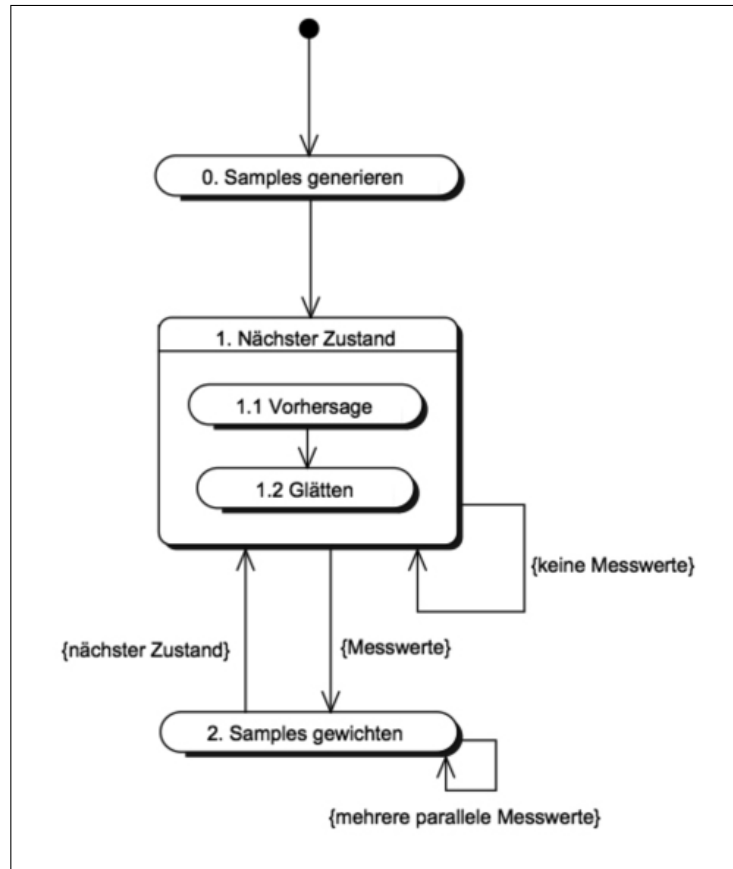 0. Samples generieren
1. Nächster Zustand
1.1 Vorhersage
1.2 Glätten
{keine Messwerte}
{nächster Zustand}
{Messwerte}
2. Samples gewichten
{mehrere parallele Messwerte}